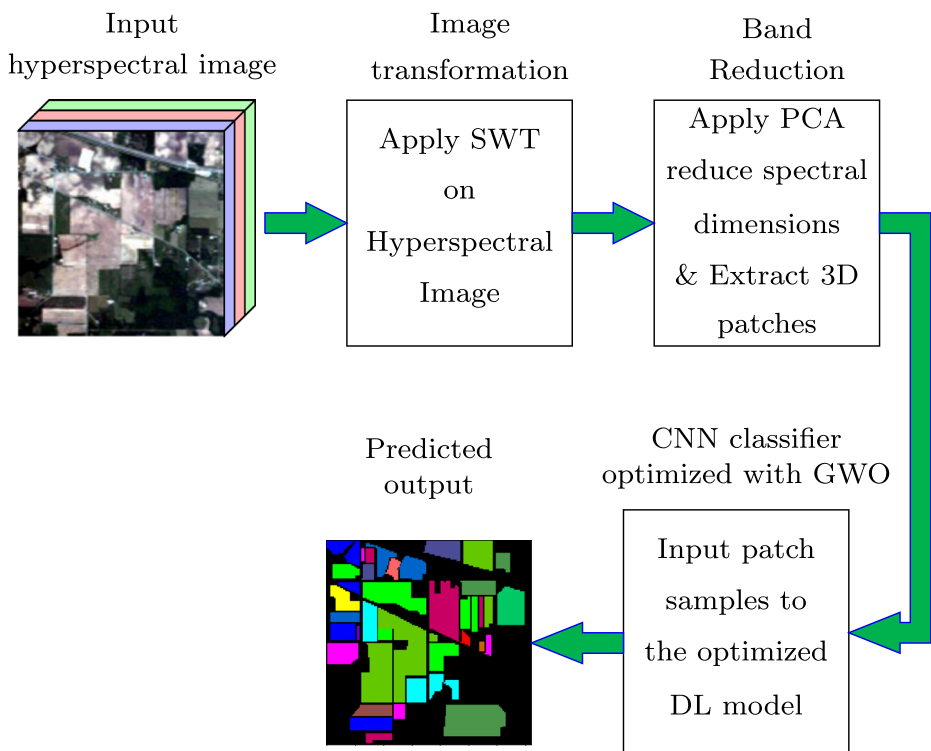 Input
hyperspectral image
Image
transformation
Band
Reduction
Apply SWT
on
Hyperspectral
Image
Apply PCA
reduce spectral
dimensions
& Extract 3D
patches
Predicted
output
CNN classifier
optimized with GWO
Input patch
samples to
the optimized
DL model